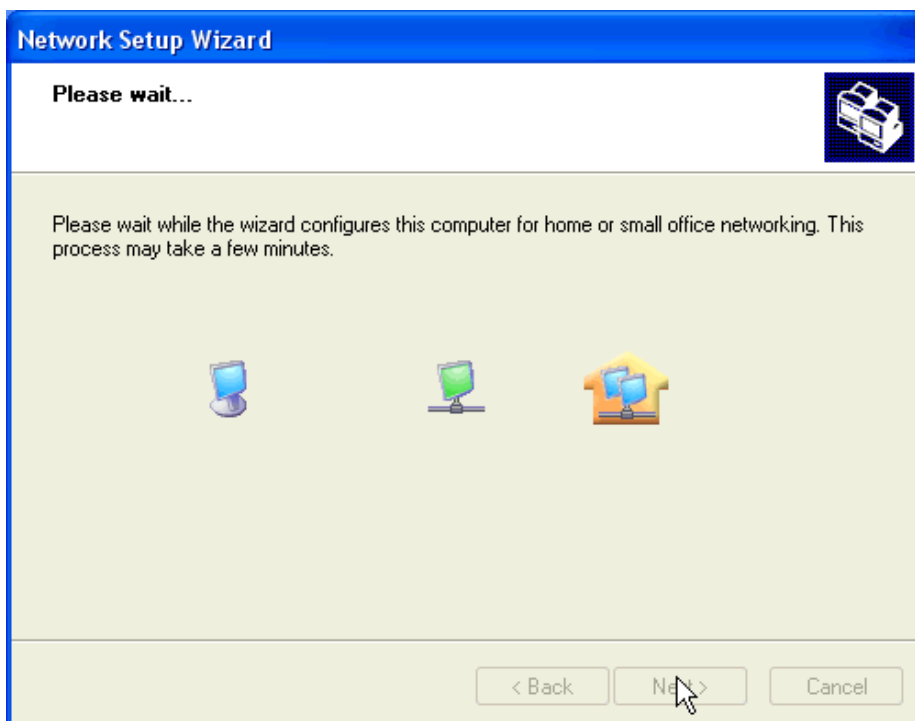 Network Setup Wizard
Please wait...
Please wait while the wizard configures this computer for home or small office networking. This
process may take a few minutes.
< Back
Next >
Cancel